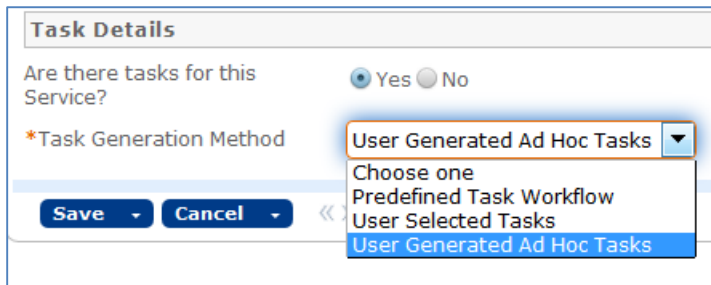 Task Details
Are there tasks for this
Service?
Yes No
*Task Generation Method
User Generated Ad Hoc Tasks
Choose one
Predefined Task Workflow
User Selected Tasks
User Generated Ad Hoc Tasks
Save Cancel